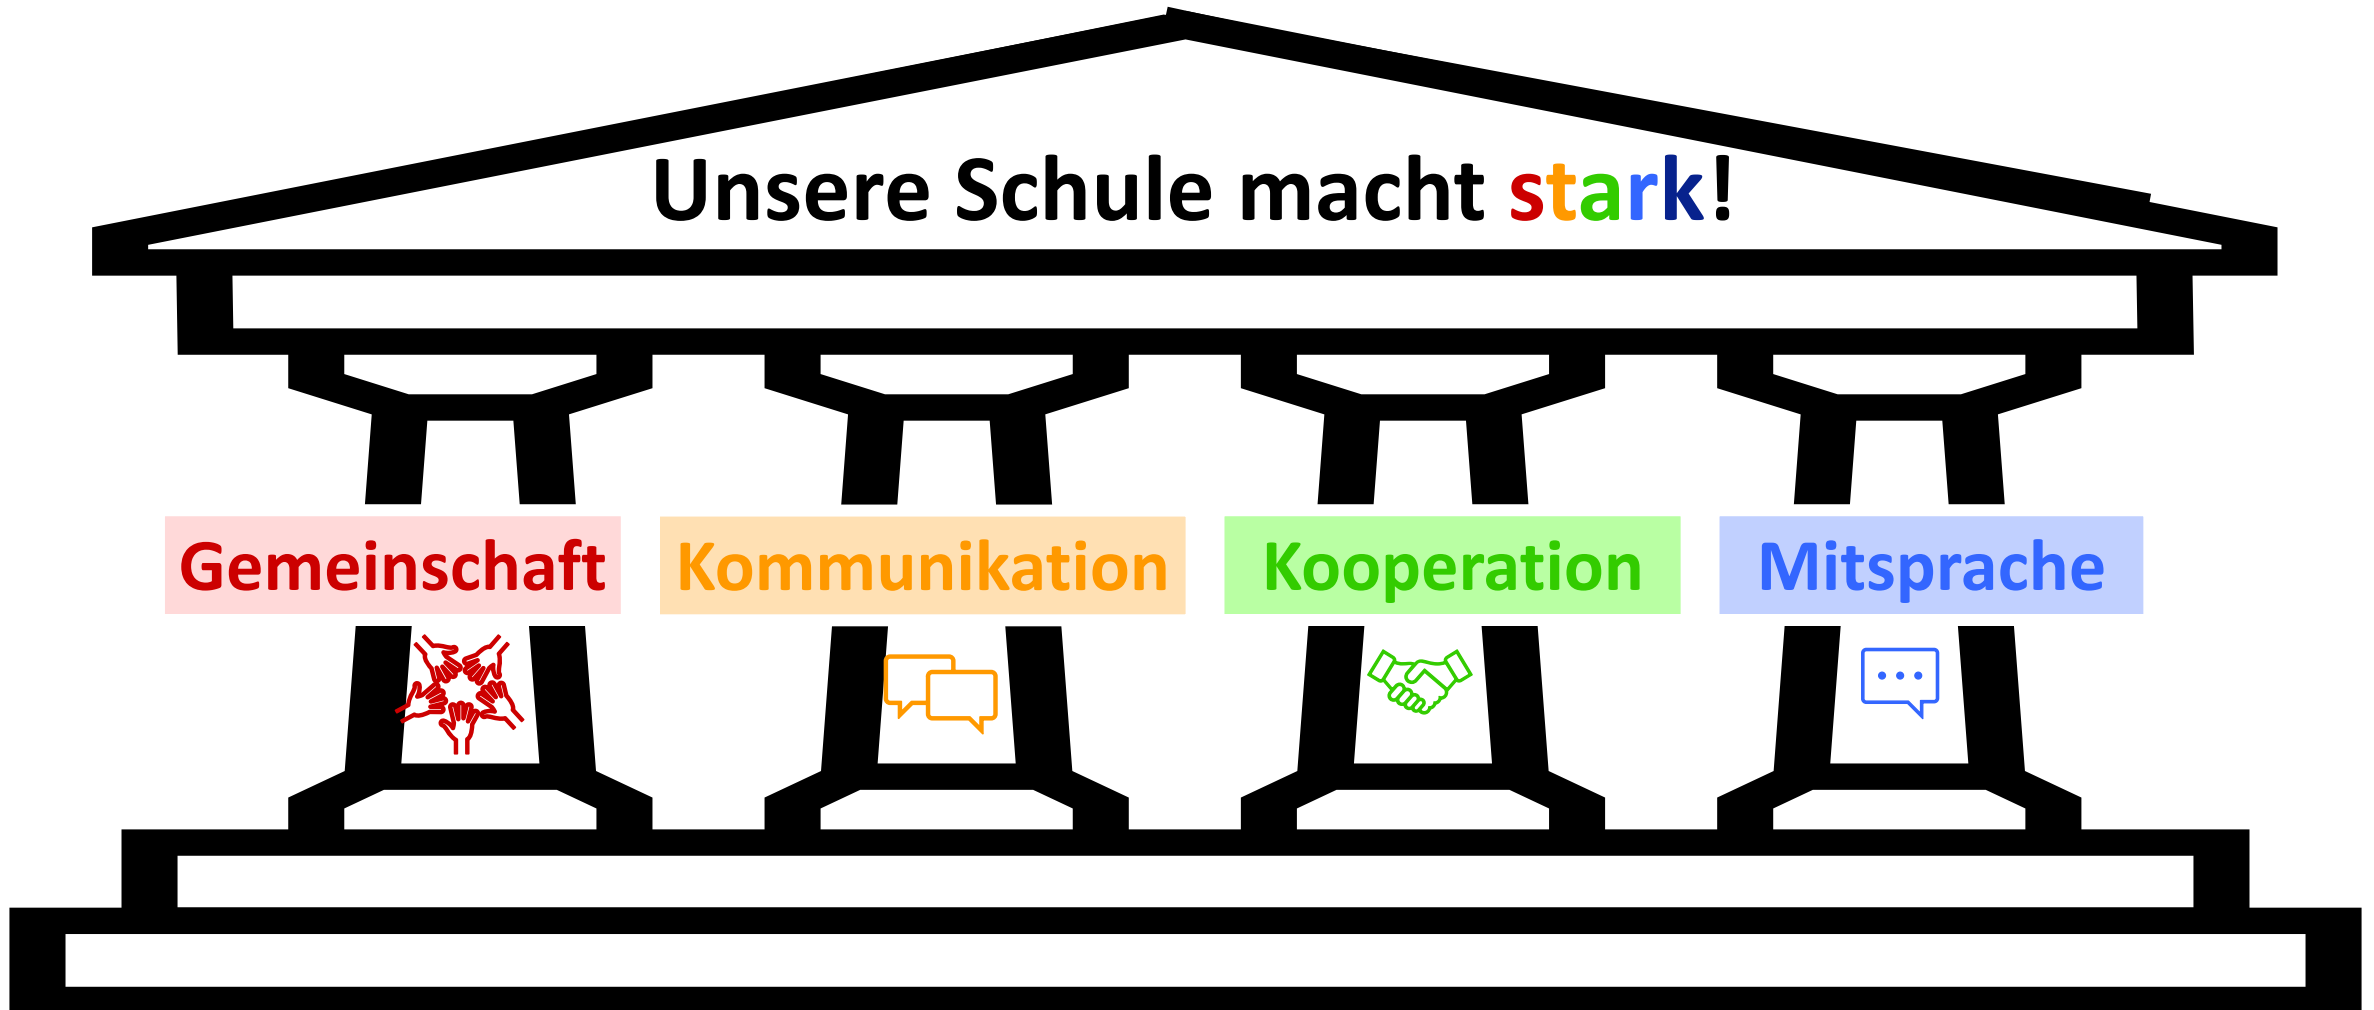 Unsere Schule macht stark!
Gemeinschaft
Kommunikation
Kooperation
Mitsprache